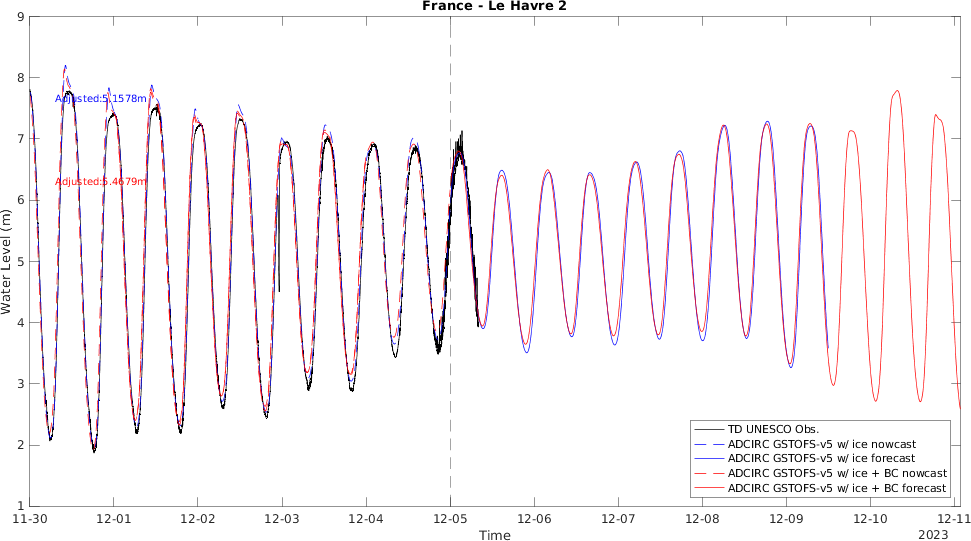 France - Le Havre 2
9
8
7
6
5
4
3
2
1
Water Level (m)
Adjusted:5.1578m
Adjusted:5.4679m
TD UNESCO Obs.
ADCIRC GSTOFS-v5 w/ ice nowcast
ADCIRC GSTOFS-v5 w/ ice forecast
ADCIRC GSTOFS-v5 w/ ice + BC nowcast
ADCIRC GSTOFS-v5 w/ ice + BC forecast
11-30 12-01 12-02 12-03 12-04 12-05 12-06 12-07 12-08 12-09 12-10 12-11
Time
2023